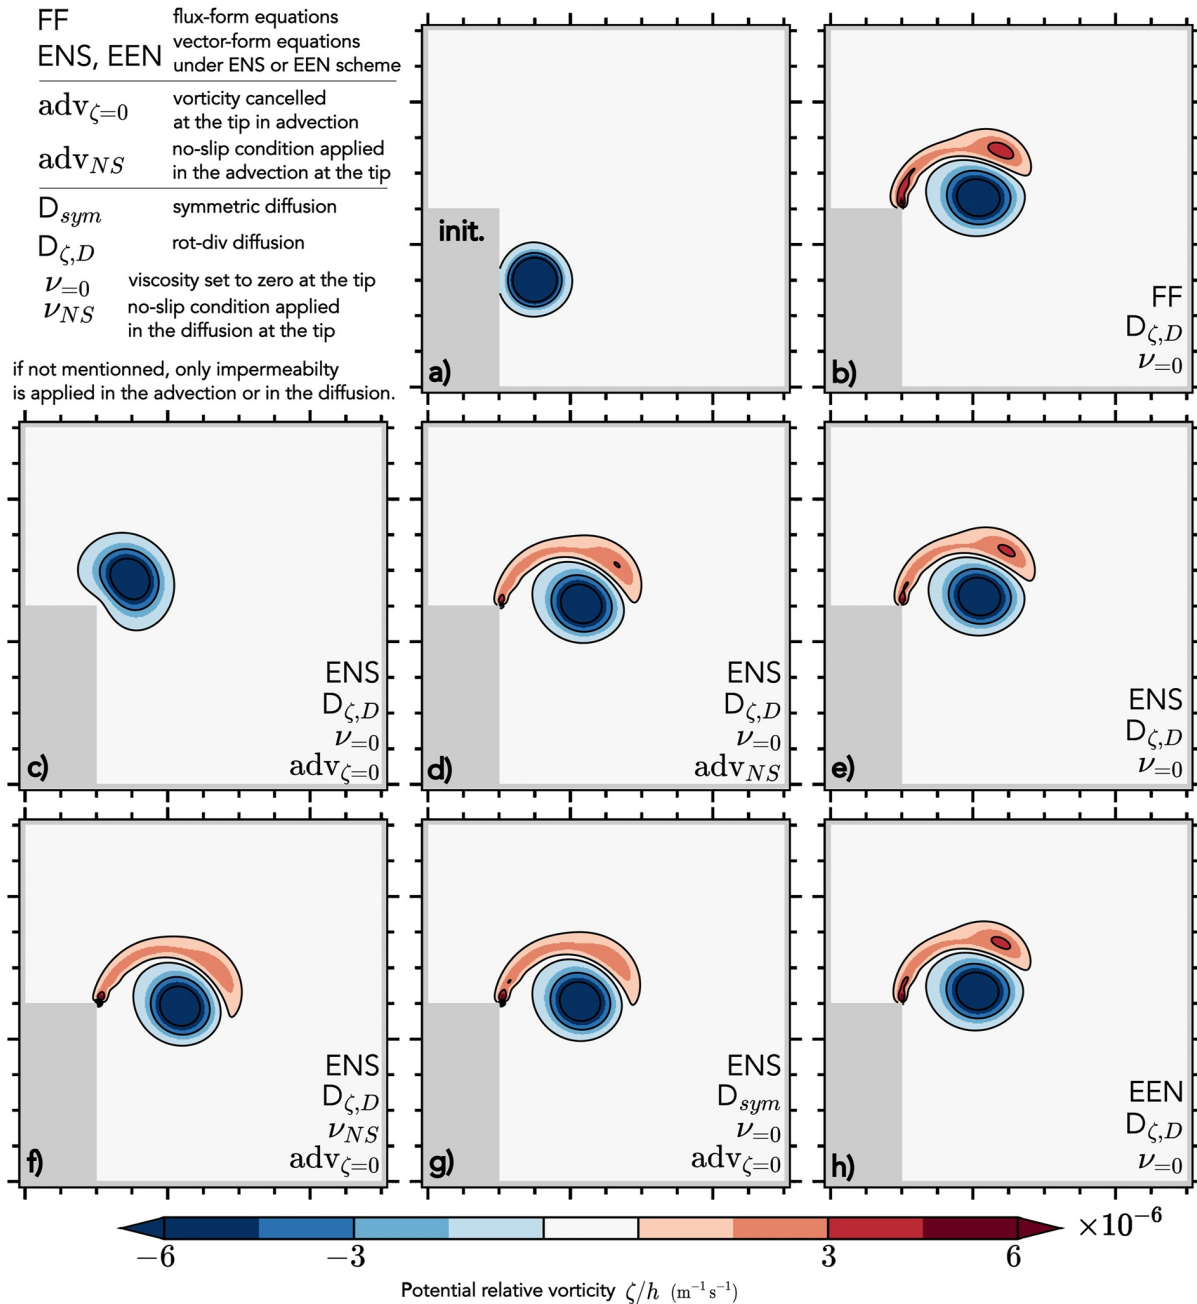 FF flux-form equations
ENS, EEN vector-form equations
under ENS or EEN scheme
adv_{ζ=0} vorticity cancelled
at the tip in advection
adv_{NS} no-slip condition applied
in the advection at the tip
D_{sym} symmetric diffusion
D_{ζ,D} rot-div diffusion
ν_{=0} viscosity set to zero at the tip
ν_{NS} no-slip condition applied
in the diffusion at the tip
if not mentionned, only impermeabilty
is applied in the advection or in the diffusion.
init.
a)
FF
D_{ζ,D}
ν_{=0}
b)
ENS
D_{ζ,D}
ν_{=0}
adv_{ζ=0}
c)
ENS
D_{ζ,D}
ν_{=0}
adv_{NS}
d)
ENS
D_{ζ,D}
ν_{=0}
e)
ENS
D_{ζ,D}
ν_{NS}
adv_{ζ=0}
f)
ENS
D_{sym}
ν_{=0}
adv_{ζ=0}
g)
EEN
D_{ζ,D}
ν_{=0}
h)
×10⁻⁶
−6 −3 3 6
Potential relative vorticity ζ/h (m⁻¹ s⁻¹)